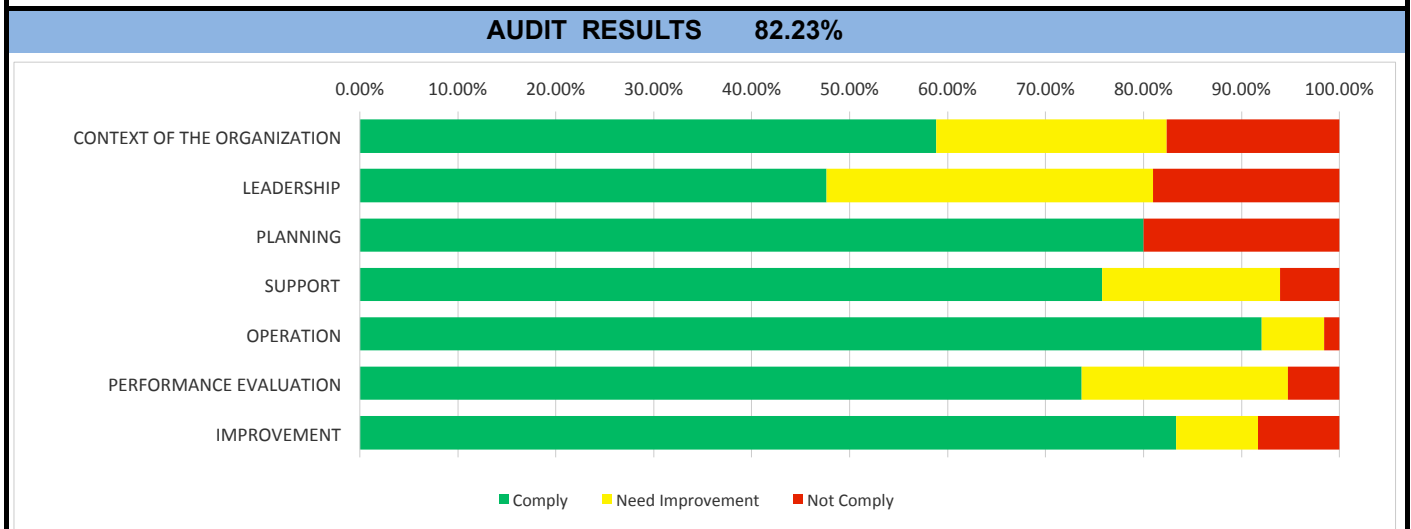 AUDIT RESULTS 82.23%
0.00% 10.00% 20.00% 30.00% 40.00% 50.00% 60.00% 70.00% 80.00% 90.00% 100.00%
CONTEXT OF THE ORGANIZATION
LEADERSHIP
PLANNING
SUPPORT
OPERATION
PERFORMANCE EVALUATION
IMPROVEMENT
Comply Need Improvement Not Comply